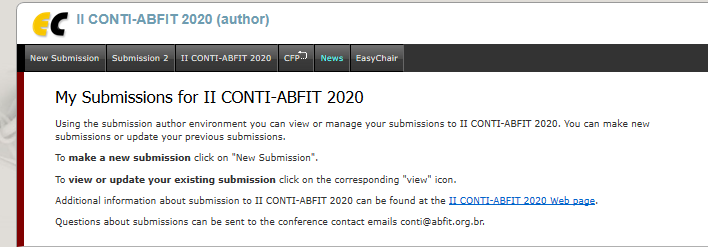 EC
II CONTI-ABFIT 2020 (author)
New Submission Submission 2 II CONTI-ABFIT 2020 CFP News EasyChair
My Submissions for II CONTI-ABFIT 2020
Using the submission author environment you can view or manage your submissions to II CONTI-ABFIT 2020. You can make new
submissions or update your previous submissions.
To make a new submission click on "New Submission".
To view or update your existing submission click on the corresponding "view" icon.
Additional information about submission to II CONTI-ABFIT 2020 can be found at the II CONTI-ABFIT 2020 Web page.
Questions about submissions can be sent to the conference contact emails conti@abfit.org.br.